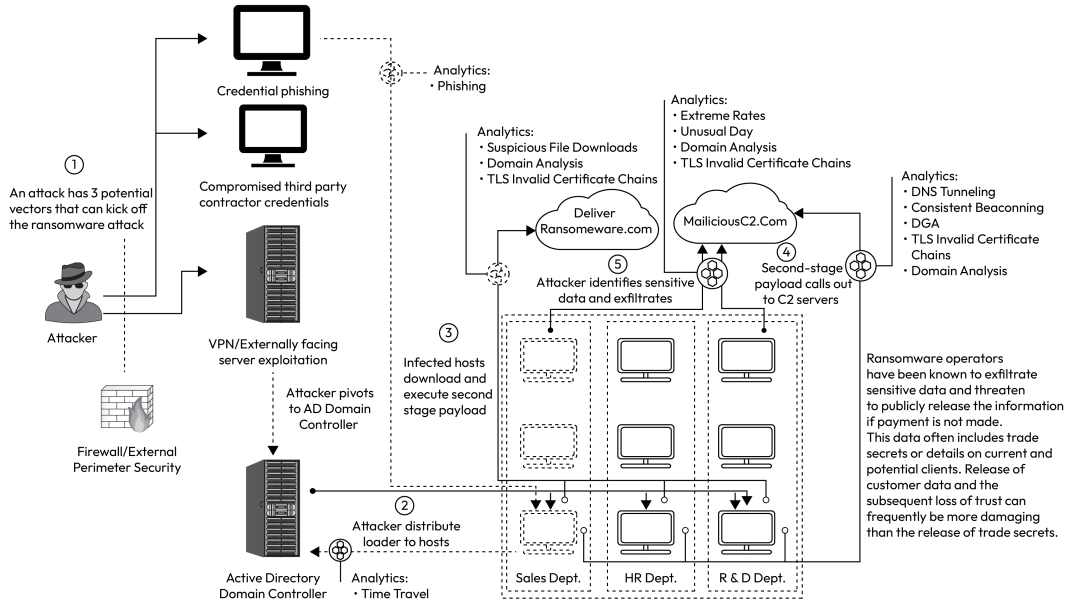 Credential phishing
Analytics:
• Phishing
Compromised third party
contractor credentials
1
An attack has 3 potential
vectors that can kick off
the ransomware attack
Attacker
VPN/Externally facing
server exploitation
Firewall/External
Perimeter Security
Attacker pivots
to AD Domain
Controller
Active Directory
Domain Controller
2
Attacker distribute
loader to hosts
Analytics:
• Time Travel
3
Infected hosts
download and
execute second
stage payload
Analytics:
• Suspicious File Downloads
• Domain Analysis
• TLS Invalid Certificate Chains
Deliver
Ransomeware.com
Analytics:
• Extreme Rates
• Unusual Day
• Domain Analysis
• TLS Invalid Certificate Chains
MailiciousC2.Com
5
Attacker identifies sensitive
data and exfiltrates
4
Second-stage
payload calls out
to C2 servers
Analytics:
• DNS Tunneling
• Consistent Beaconning
• DGA
• TLS Invalid Certificate
Chains
• Domain Analysis
Sales Dept.
HR Dept.
R & D Dept.
Ransomware operators
have been known to exfiltrate
sensitive data and threaten
to publicly release the information
if payment is not made.
This data often includes trade
secrets or details on current and
potential clients. Release of
customer data and the
subsequent loss of trust can
frequently be more damaging
than the release of trade secrets.